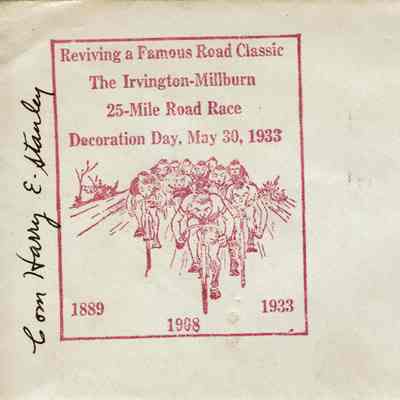 Reviving a Famous Road Classic
The Irvington-Millburn
25-Mile Road Race
Decoration Day, May 30, 1933
1889
1908
1933
Com Harry E. Stanley